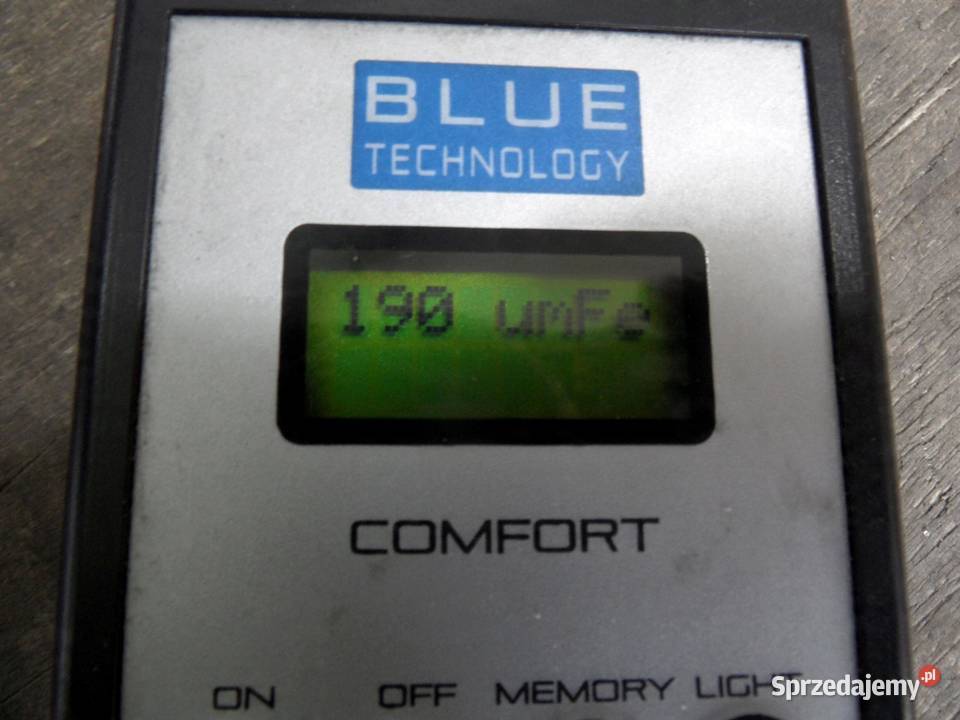 BLUE
TECHNOLOGY
190 umFe
COMFORT
ON OFF MEMORY LIGHT
Sprzedajemy.pl